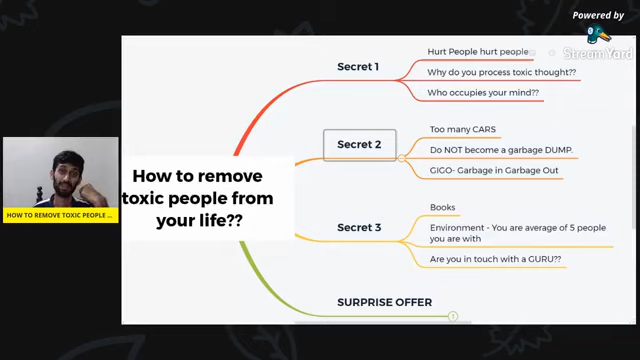 Powered by
StreamYard
Secret 1
Hurt People hurt people
Why do you process toxic thought??
Who occupies your mind??
Secret 2
Too many CARS
Do NOT become a garbage DUMP.
GIGO- Garbage in Garbage Out
How to remove
toxic people from
your life??
HOW TO REMOVE TOXIC PEOPLE ...
Secret 3
Books
Environment - You are average of 5 people
you are with
Are you in touch with a GURU??
SURPRISE OFFER
1